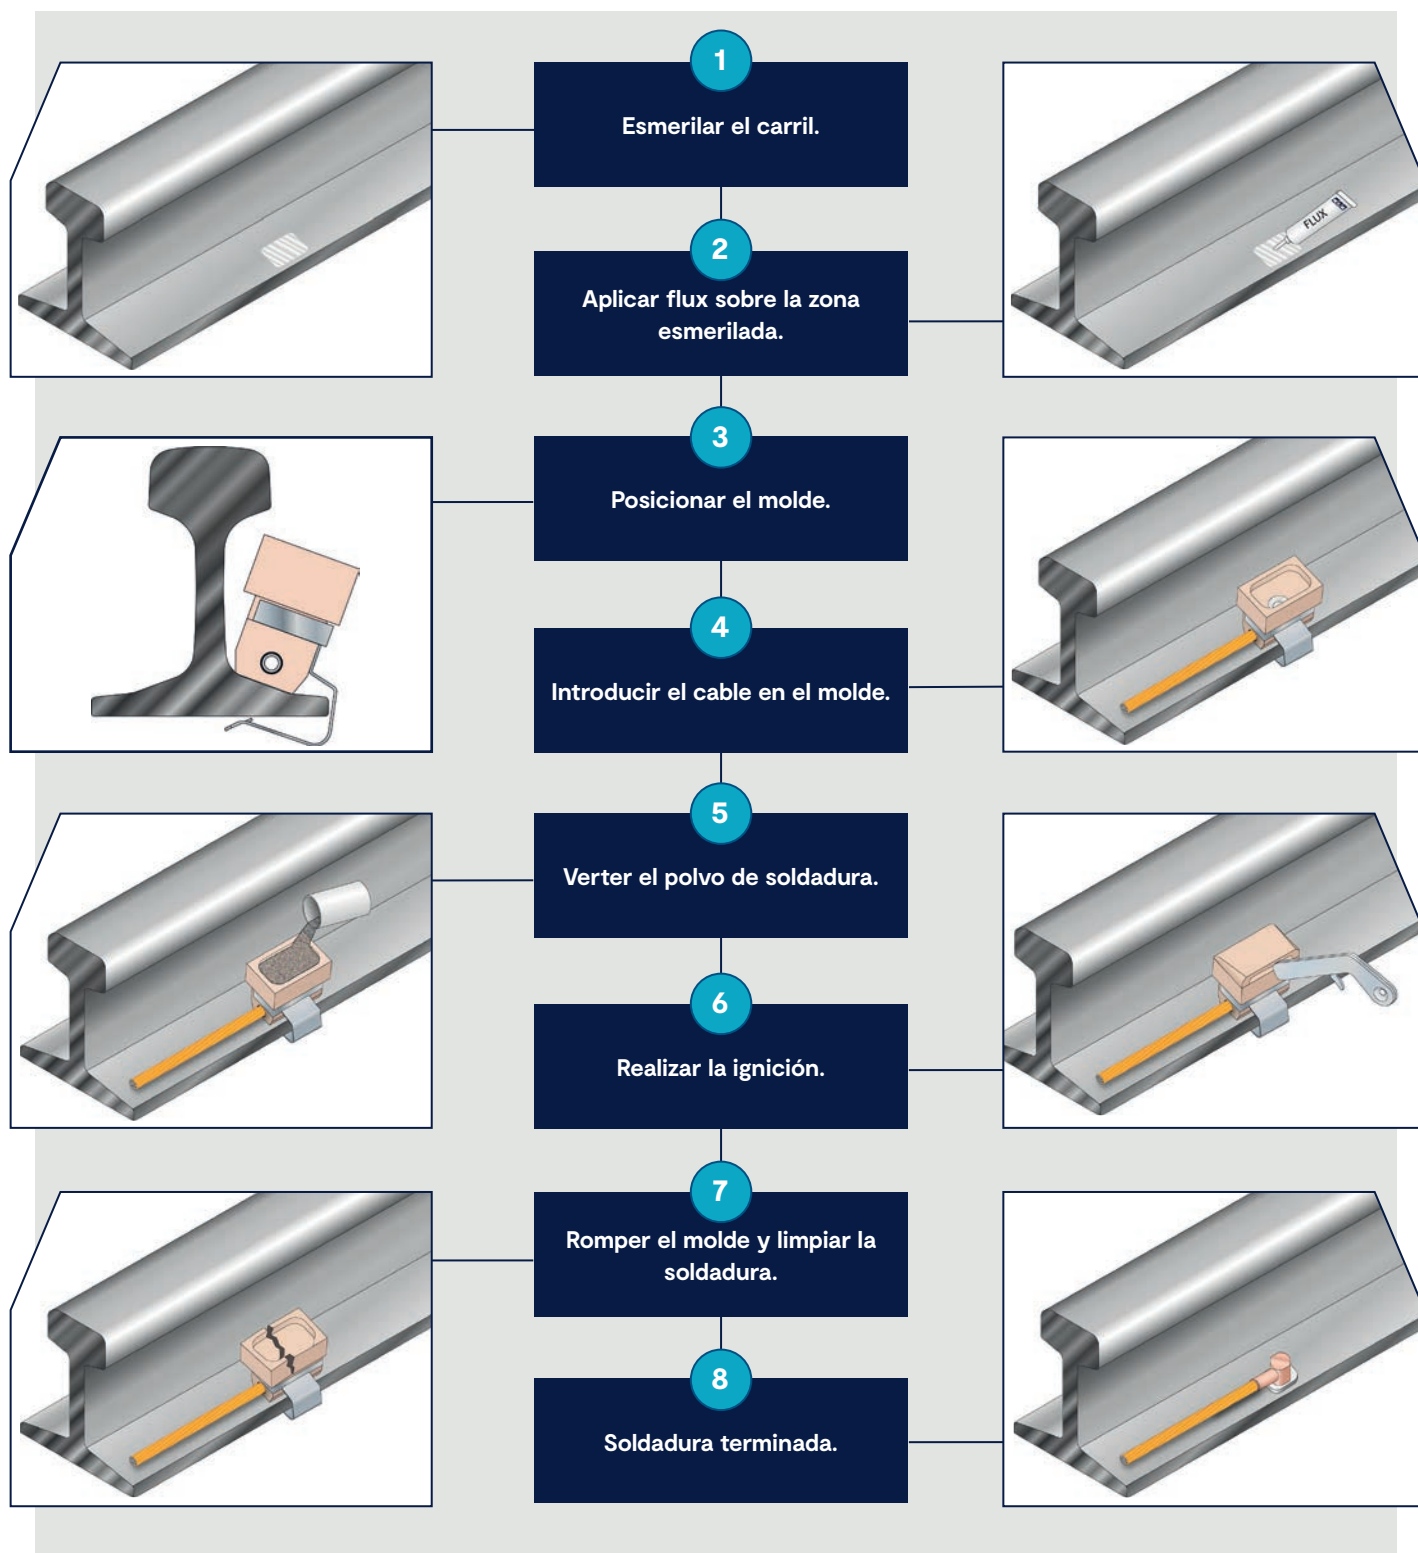 1
Esmerilar el carril.
2
Aplicar flux sobre la zona
esmerilada.
FLUX
3
Posicionar el molde.
4
Introducir el cable en el molde.
5
Verter el polvo de soldadura.
6
Realizar la ignición.
7
Romper el molde y limpiar la
soldadura.
8
Soldadura terminada.